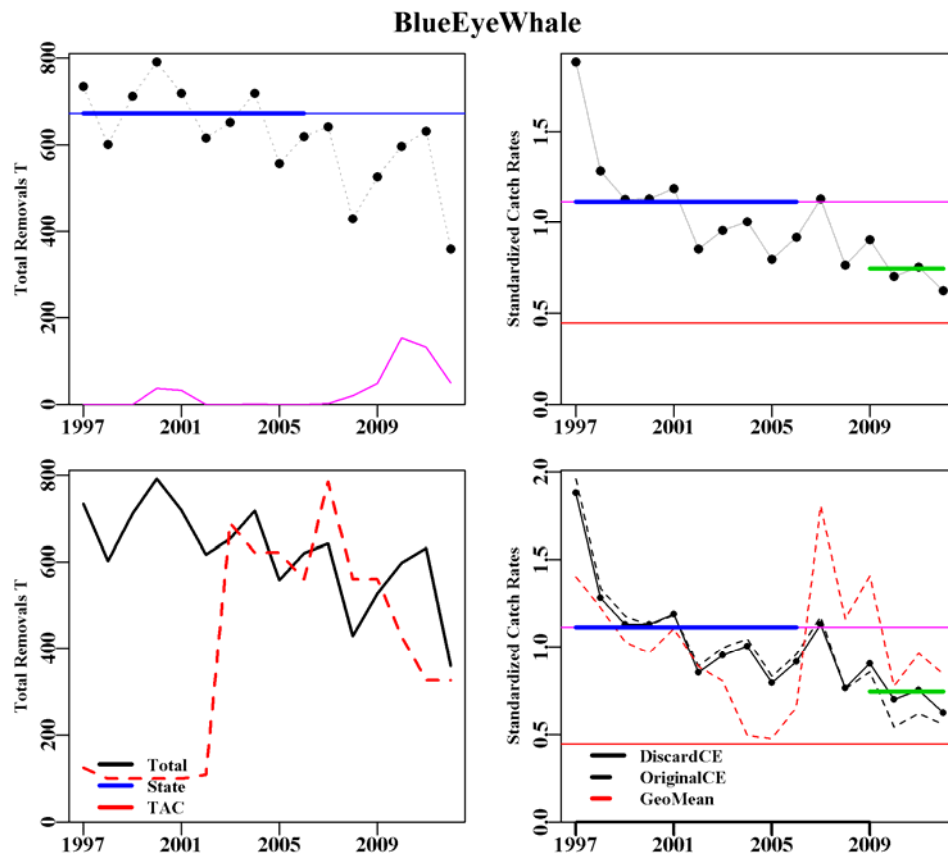 BlueEyeWhale
Total Removals T
800
600
400
200
0
1997 2001 2005 2009
Standardized Catch Rates
1.5
1.0
0.5
0.0
1997 2001 2005 2009
Total Removals T
800
600
400
200
0
Total
State
TAC
1997 2001 2005 2009
Standardized Catch Rates
2.0
1.5
1.0
0.5
0.0
DiscardCE
OriginalCE
GeoMean
1997 2001 2005 2009